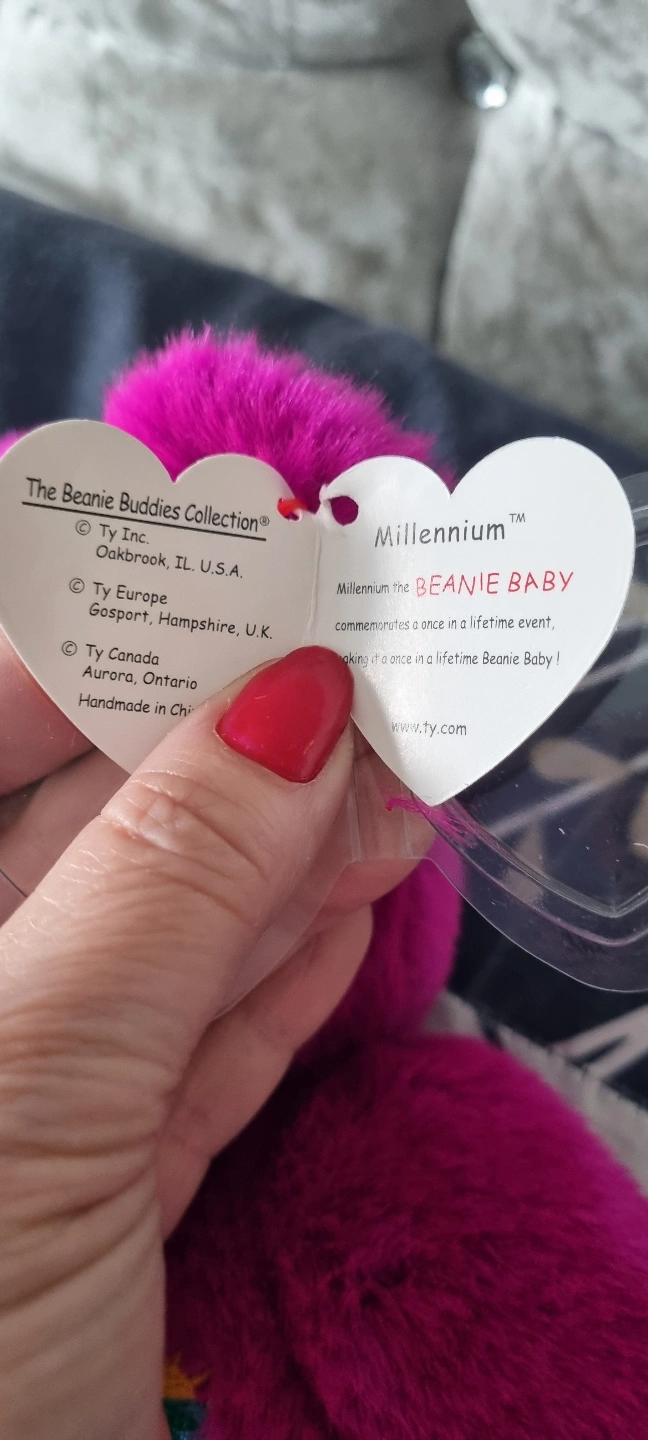 The Beanie Buddies Collection®
© Ty Inc.
Oakbrook, IL. U.S.A.
© Ty Europe
Gosport, Hampshire, U.K.
© Ty Canada
Aurora, Ontario
Handmade in
Millennium™
Millennium the BEANIE BABY
commemorates a once in a lifetime event,
it a once in a lifetime Beanie Baby !
www.ty.com